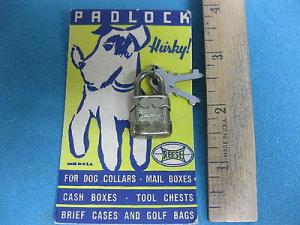 PADLOCK
Husky!
REESE
MADE IN U.S.A.
FOR DOG COLLARS - MAIL BOXES
CASH BOXES - TOOL CHESTS
BRIEF CASES AND GOLF BAGS
1
2
3
4
MADE IN U.S.A.